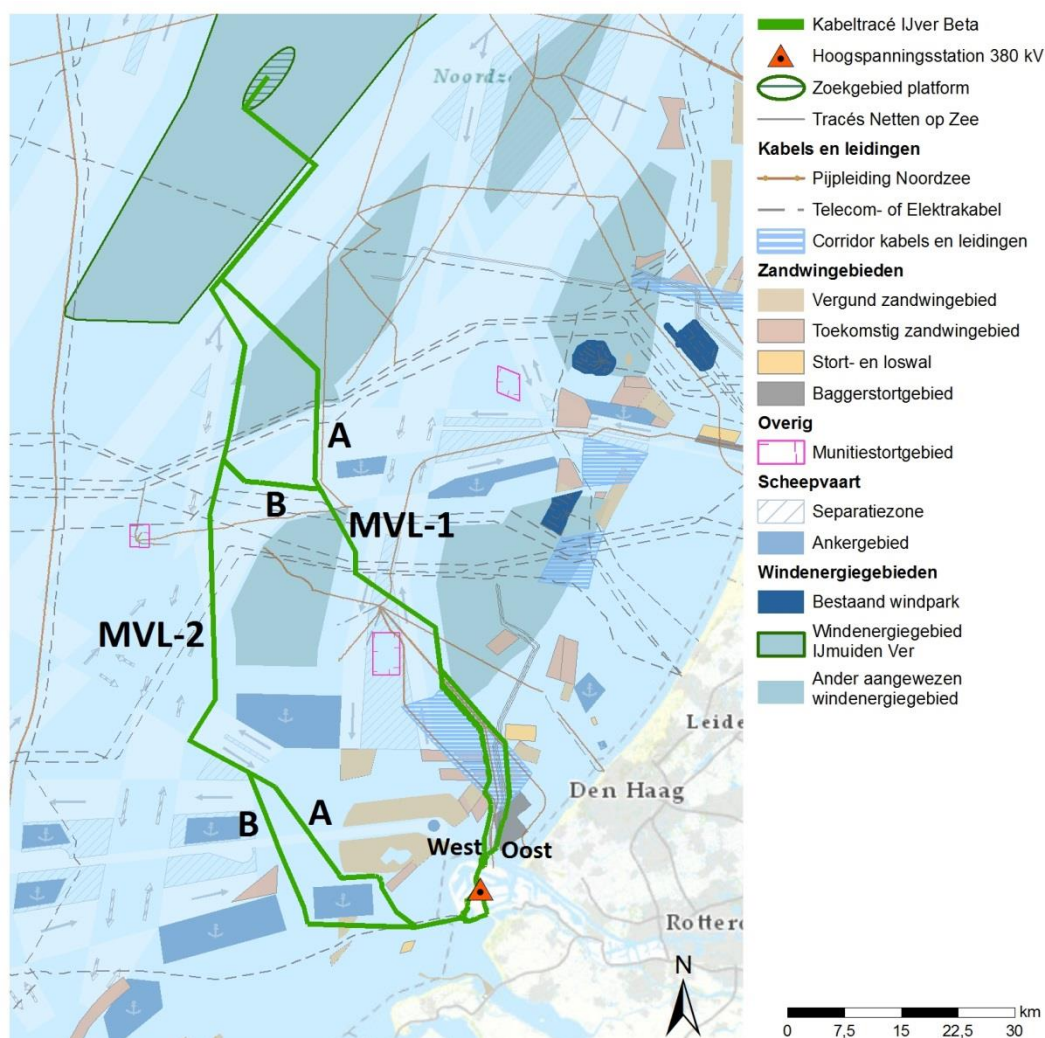 Noordze
A
B
MVL-1
MVL-2
A
B
West
Oost
Leide
Den Haag
Rotterd
N
Kabeltracé IJver Beta
Hoogspanningsstation 380 kV
Zoekgebied platform
Tracés Netten op Zee
Kabels en leidingen
Pijpleiding Noordzee
Telecom- of Elektrakabel
Corridor kabels en leidingen
Zandwingebieden
Vergund zandwingebied
Toekomstig zandwingebied
Stort- en loswal
Baggerstortgebied
Overig
Munitiestortgebied
Scheepvaart
Separatiezone
Ankergebied
Windenergiegebieden
Bestaand windpark
Windenergiegebied
IJmuiden Ver
Ander aangewezen
windenergiegebied
km
0 7,5 15 22,5 30